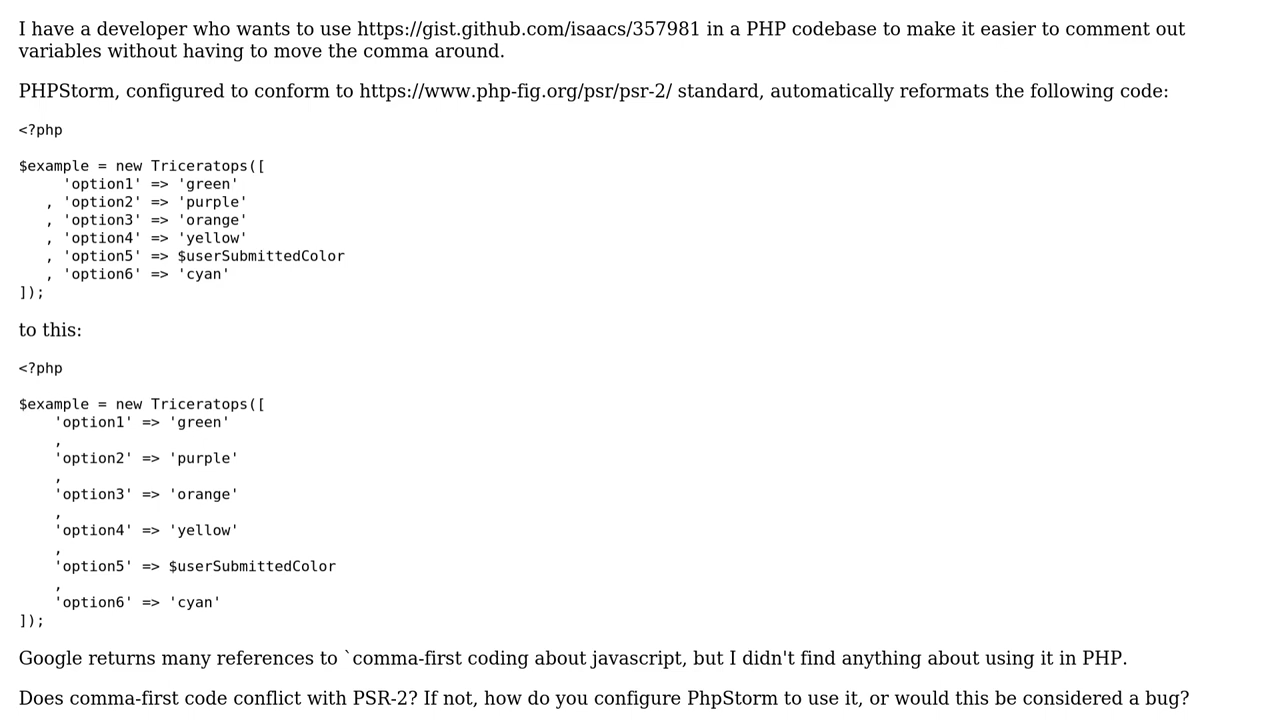 I have a developer who wants to use https://gist.github.com/isaacs/357981 in a PHP codebase to make it easier to comment out
variables without having to move the comma around.
PHPStorm, configured to conform to https://www.php-fig.org/psr/psr-2/ standard, automatically reformats the following code:
<?php
$example = new Triceratops([
     'option1' => 'green'
   , 'option2' => 'purple'
   , 'option3' => 'orange'
   , 'option4' => 'yellow'
   , 'option5' => $userSubmittedColor
   , 'option6' => 'cyan'
]);
to this:
<?php
$example = new Triceratops([
    'option1' => 'green'
    ,
    'option2' => 'purple'
    ,
    'option3' => 'orange'
    ,
    'option4' => 'yellow'
    ,
    'option5' => $userSubmittedColor
    ,
    'option6' => 'cyan'
]);
Google returns many references to `comma-first coding about javascript, but I didn't find anything about using it in PHP.
Does comma-first code conflict with PSR-2? If not, how do you configure PhpStorm to use it, or would this be considered a bug?